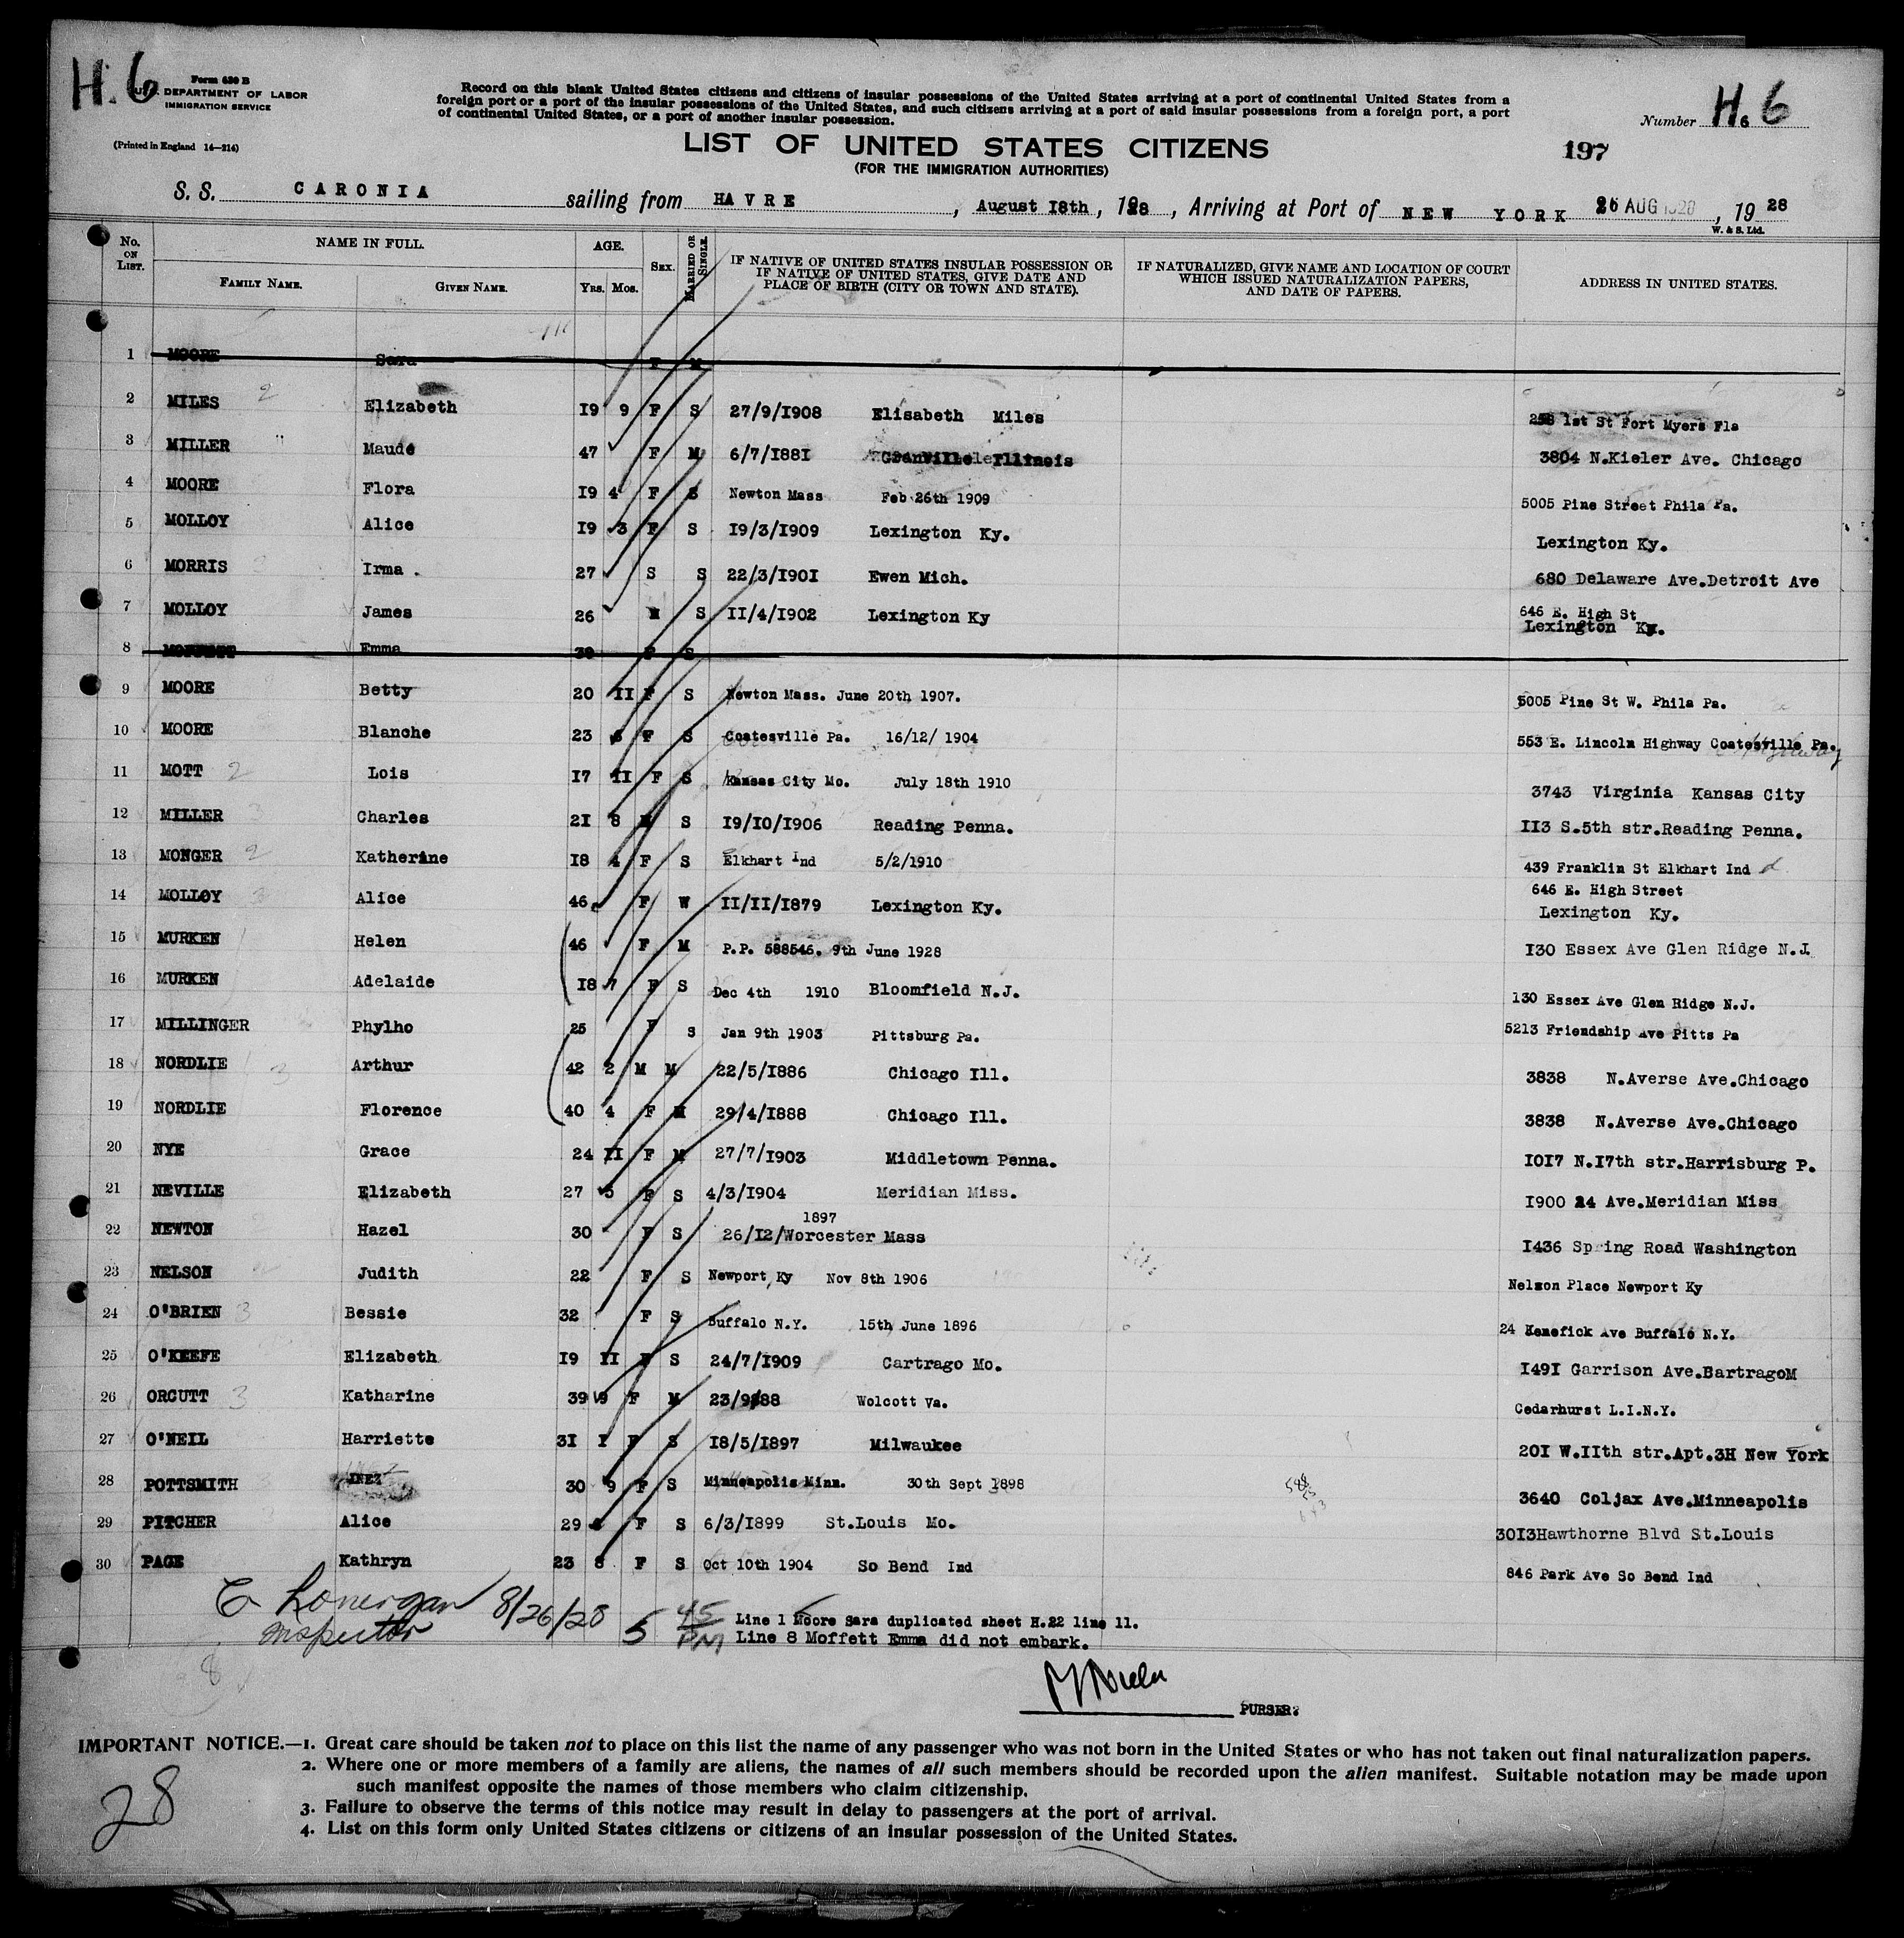 H. 6
Form 630 B
U.S. DEPARTMENT OF LABOR
IMMIGRATION SERVICE
(Printed in England 14—214)
Record on this blank United States citizens and citizens of insular possessions of the United States arriving at a port of continental United States from a
foreign port or a port of the insular possessions of the United States, and such citizens arriving at a port of said insular possessions from a foreign port, a port
of continental United States, or a port of another insular possession.
Number H. 6
LIST OF UNITED STATES CITIZENS
(FOR THE IMMIGRATION AUTHORITIES)
197
S. S. CARONIA sailing from HAVRE, August 18th, 1928, Arriving at Port of NEW YORK 26 AUG 1928, 19 28
W. & S. Ltd.
No. ON LIST. NAME IN FULL. AGE. SEX. MARRIED OR SINGLE. IF NATIVE OF UNITED STATES INSULAR POSSESSION OR IF NATIVE OF UNITED STATES, GIVE DATE AND PLACE OF BIRTH (CITY OR TOWN AND STATE). IF NATURALIZED, GIVE NAME AND LOCATION OF COURT WHICH ISSUED NATURALIZATION PAPERS, AND DATE OF PAPERS. ADDRESS IN UNITED STATES.
FAMILY NAME. GIVEN NAME. YRS. MOS.
1 MOORE Sara F M
2 MILES Elizabeth 19 9 F S 27/9/1908 Elisabeth Miles 258 1st St Fort Myers Fla
3 MILLER Maude 47 F M 6/7/1881 Granville Illinois 3804 N.Kieler Ave. Chicago
4 MOORE Flora 19 4 F S Newton Mass Feb 26th 1909 5005 Pine Street Phila Pa.
5 MOLLOY Alice 19 3 F S 19/3/1909 Lexington Ky. Lexington Ky.
6 MORRIS Irma . 27 S S 22/3/1901 Ewen Mich. 680 Delaware Ave.Detroit Ave
7 MOLLOY James 26 M S 11/4/1902 Lexington Ky 646 E. High St Lexington Ky.
8 MOFFETT Emma 39 F S
9 MOORE Betty 20 11 F S Newton Mass. June 20th 1907. 5005 Pine St W. Phila Pa.
10 MOORE Blanche 23 6 F S Coatesville Pa. 16/12/ 1904 553 E. Lincoln Highway Coatesville Pa.
11 MOTT Lois 17 11 F S Kansas City Mo. July 18th 1910 3743 Virginia Kansas City
12 MILLER Charles 21 8 M S 19/10/1906 Reading Penna. 113 S.5th str.Reading Penna.
13 MONGER Katherine 18 4 F S Elkhart Ind 5/2/1910 439 Franklin St Elkhart Ind
14 MOLLOY Alice 46 F W 11/11/1879 Lexington Ky. 646 E. High Street Lexington Ky.
15 MURKEN Helen 46 F M P.P. 588546. 9th June 1928 130 Essex Ave Glen Ridge N.J.
16 MURKEN Adelaide 18 7 F S Dec 4th 1910 Bloomfield N.J. 130 Essex Ave Glen Ridge N.J.
17 MILLINGER Phylho 25 F S Jan 9th 1903 Pittsburg Pa. 5213 Friendship Ave Pitts Pa
18 NORDLIE Arthur 42 2 M M 22/5/1886 Chicago Ill. 3838 N.Averse Ave.Chicago
19 NORDLIE Florence 40 4 F M 29/4/1888 Chicago Ill. 3838 N.Averse Ave.Chicago
20 NYE Grace 24 11 F M 27/7/1903 Middletown Penna. 1017 N.17th str.Harrisburg P.
21 NEVILLE Elizabeth 27 5 F S 4/3/1904 Meridian Miss. 1900 24 Ave.Meridian Miss
22 NEWTON Hazel 30 F S 26/12/1897 Worcester Mass 1436 Spring Road Washington
23 NELSON Judith 22 F S Newport Ky Nov 8th 1906 Nelson Place Newport Ky
24 O'BRIEN Bessie 32 F S Buffalo N.Y. 15th June 1896 24 Kenefick Ave Buffalo N.Y.
25 O'KEEFE Elizabeth 19 11 F S 24/7/1909 Cartrago Mo. 1491 Garrison Ave.BartragoM
26 ORCUTT Katharine 39 9 F M 23/9/88 Wolcott Va. Cedarhurst L.I.N.Y.
27 O'NEIL Harriette 31 1 F S 18/5/1897 Milwaukee 201 W.11th str.Apt.3H New York
28 POTTSMITH INEZ 30 9 F S Minneapolis Minn. 30th Sept 1898 3640 Coljax Ave.Minneapolis
29 PITCHER Alice 29 F S 6/3/1899 St.Louis Mo. 3013Hawthorne Blvd St.Louis
30 PAGE Kathryn 23 8 F S Oct 10th 1904 So Bend Ind 846 Park Ave So Bend Ind
C Lonergan 8/26/28 5 45 PM
Inspector
Line 1 Moore Sara duplicated sheet H.22 line 11.
Line 8 Moffett Emma did not embark.
PURSER.
IMPORTANT NOTICE.—1. Great care should be taken not to place on this list the name of any passenger who was not born in the United States or who has not taken out final naturalization papers.
2. Where one or more members of a family are aliens, the names of all such members should be recorded upon the alien manifest. Suitable notation may be made upon
such manifest opposite the names of those members who claim citizenship.
3. Failure to observe the terms of this notice may result in delay to passengers at the port of arrival.
4. List on this form only United States citizens or citizens of an insular possession of the United States.
28